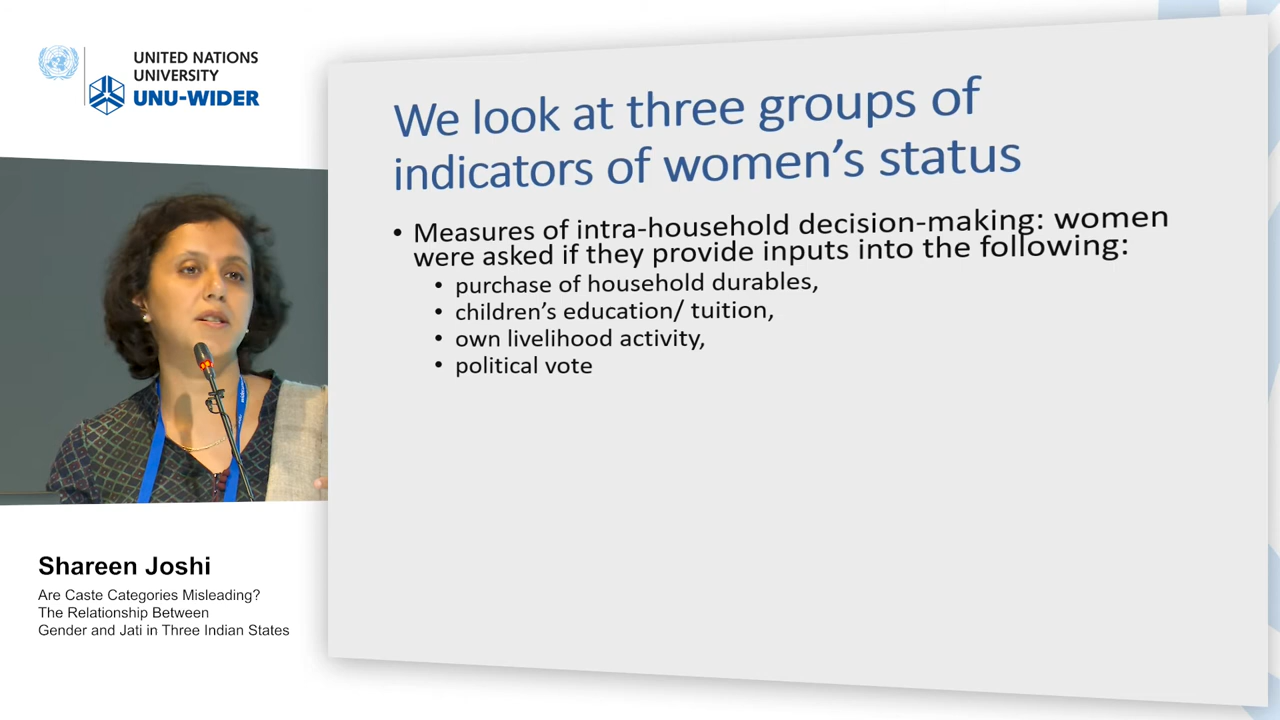 UNITED NATIONS
UNIVERSITY
UNU-WIDER
We look at three groups of
indicators of women's status
• Measures of intra-household decision-making: women
were asked if they provide inputs into the following:
• purchase of household durables,
• children's education/ tuition,
• own livelihood activity,
• political vote
Shareen Joshi
Are Caste Categories Misleading?
The Relationship Between
Gender and Jati in Three Indian States